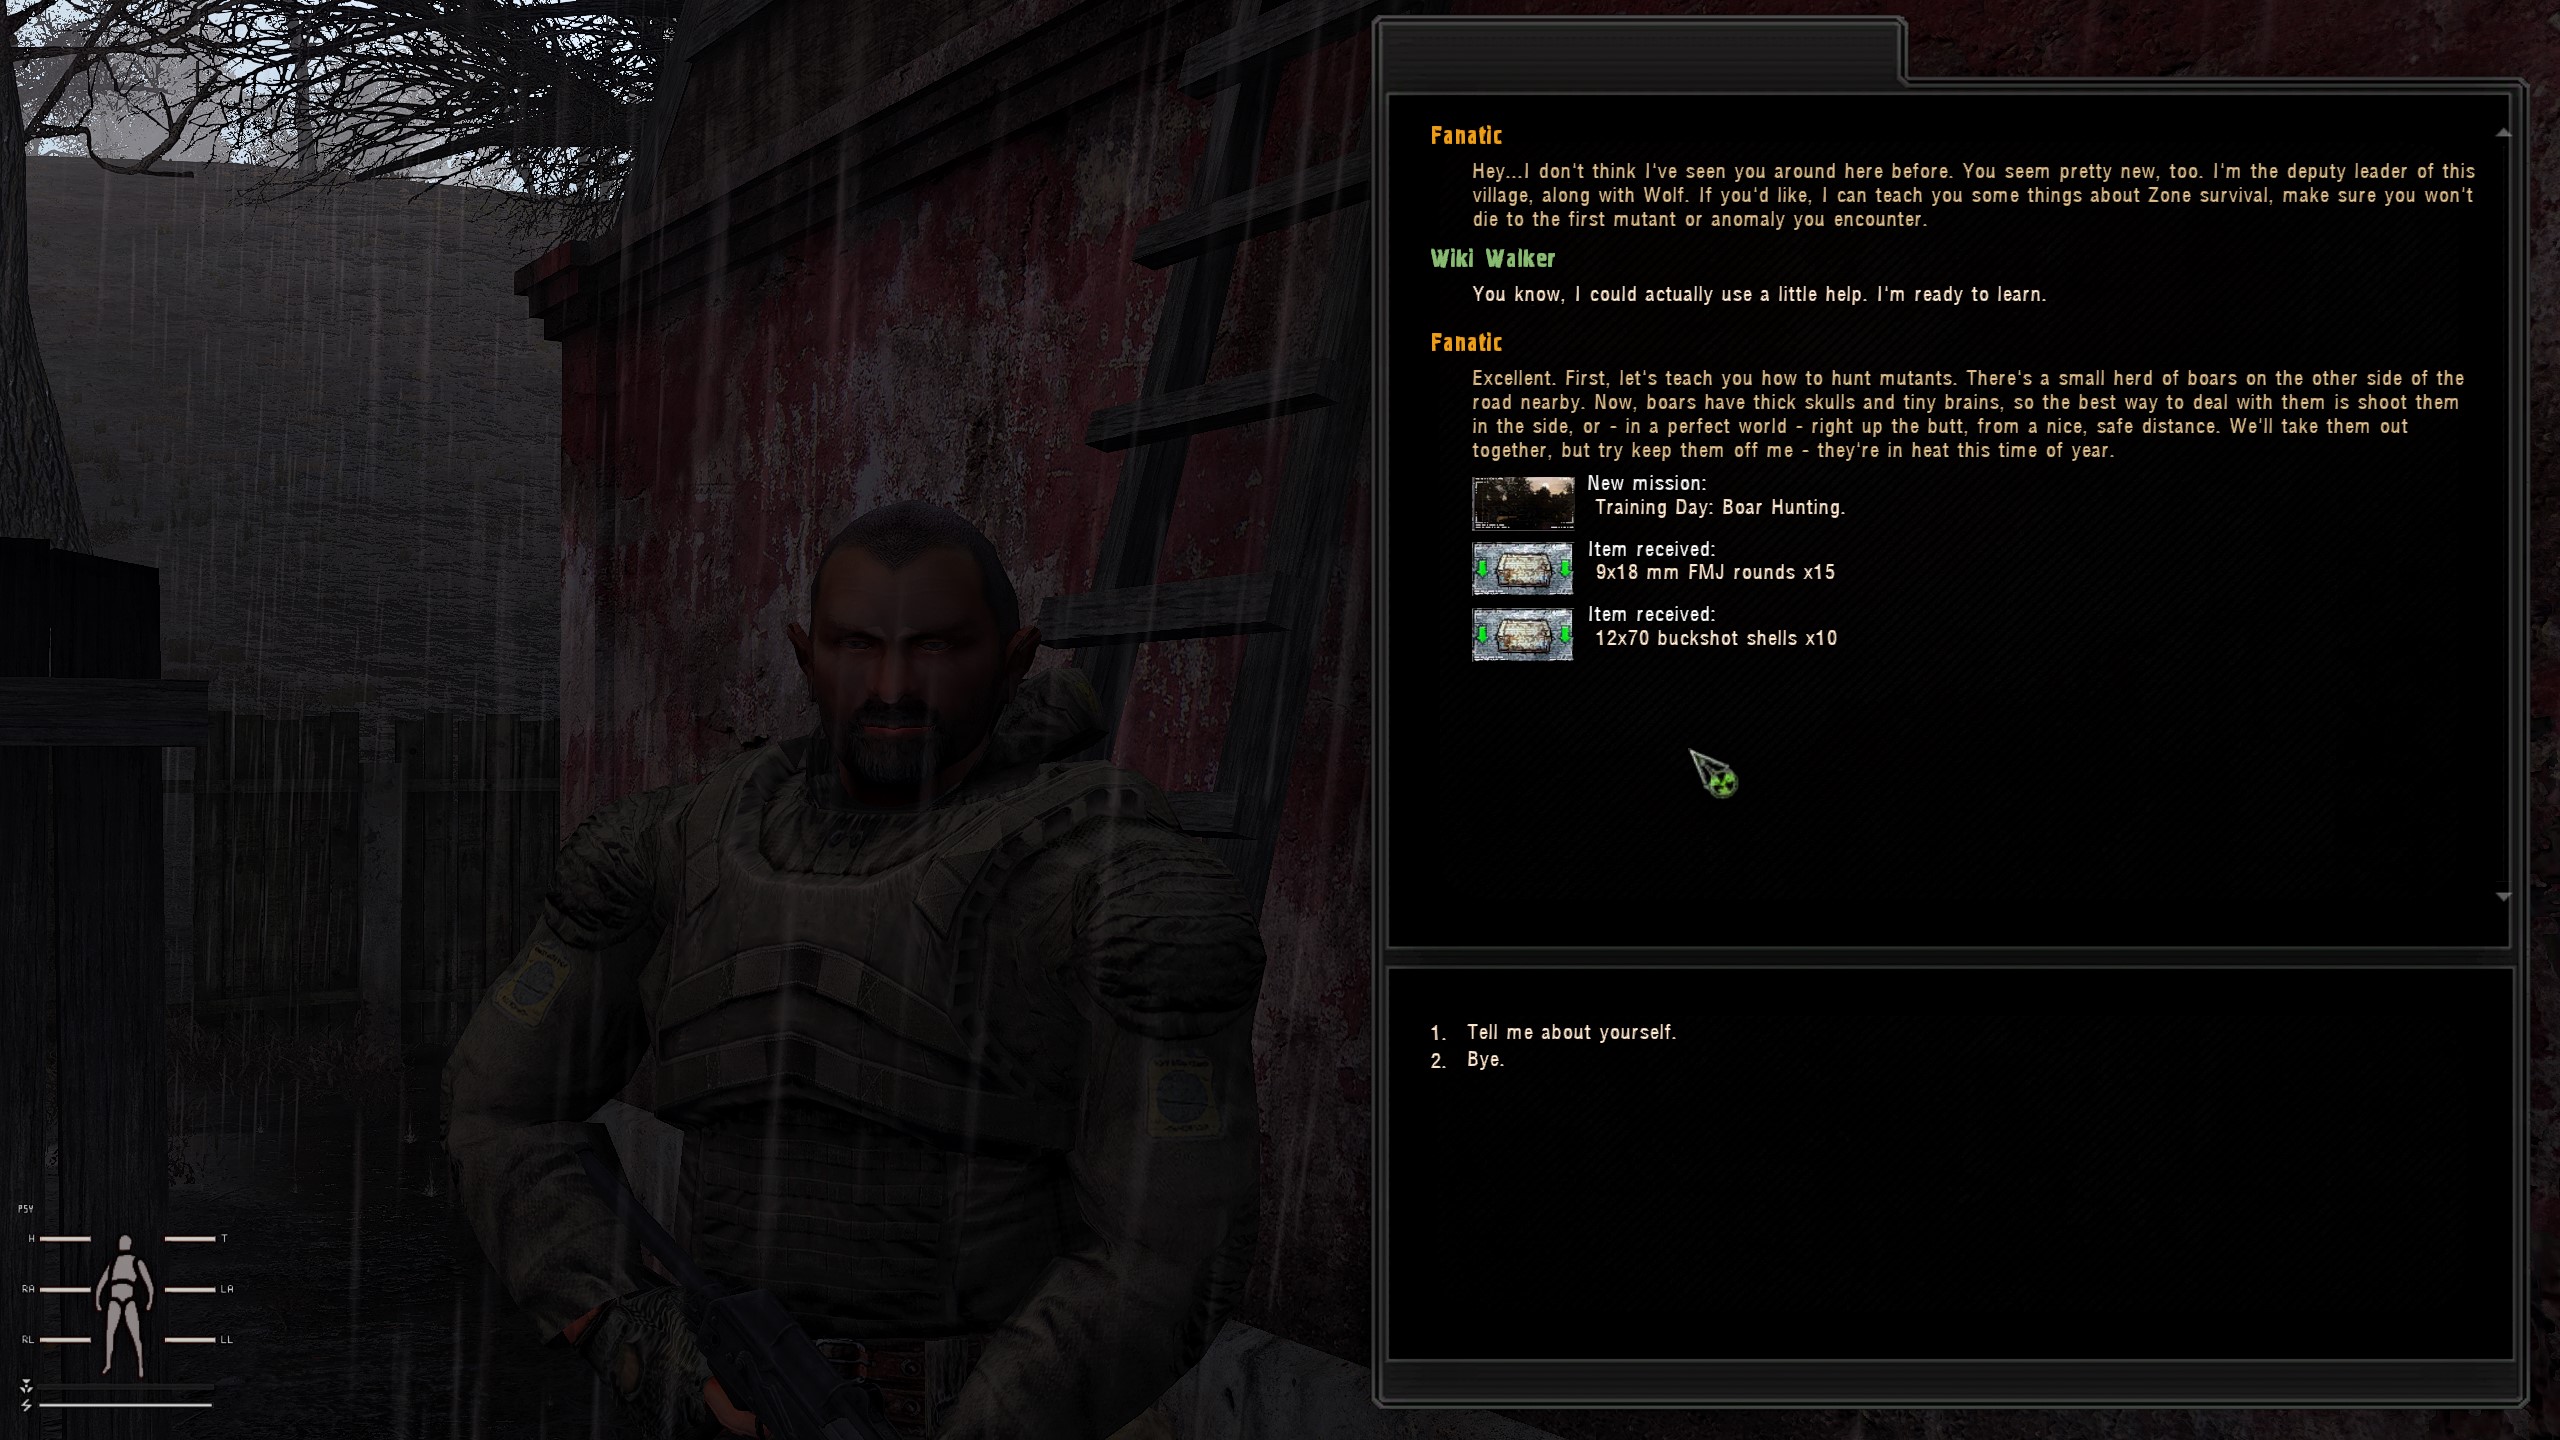 Fanatic
Hey...I don't think I've seen you around here before. You seem pretty new, too. I'm the deputy leader of this
village, along with Wolf. If you'd like, I can teach you some things about Zone survival, make sure you won't
die to the first mutant or anomaly you encounter.
Wiki Walker
You know, I could actually use a little help. I'm ready to learn.
Fanatic
Excellent. First, let's teach you how to hunt mutants. There's a small herd of boars on the other side of the
road nearby. Now, boars have thick skulls and tiny brains, so the best way to deal with them is shoot them
in the side, or - in a perfect world - right up the butt, from a nice, safe distance. We'll take them out
together, but try keep them off me - they're in heat this time of year.
New mission:
Training Day: Boar Hunting.
Item received:
9x18 mm FMJ rounds x15
Item received:
12x70 buckshot shells x10
1. Tell me about yourself.
2. Bye.
PSY
H T
RA LA
RL LL